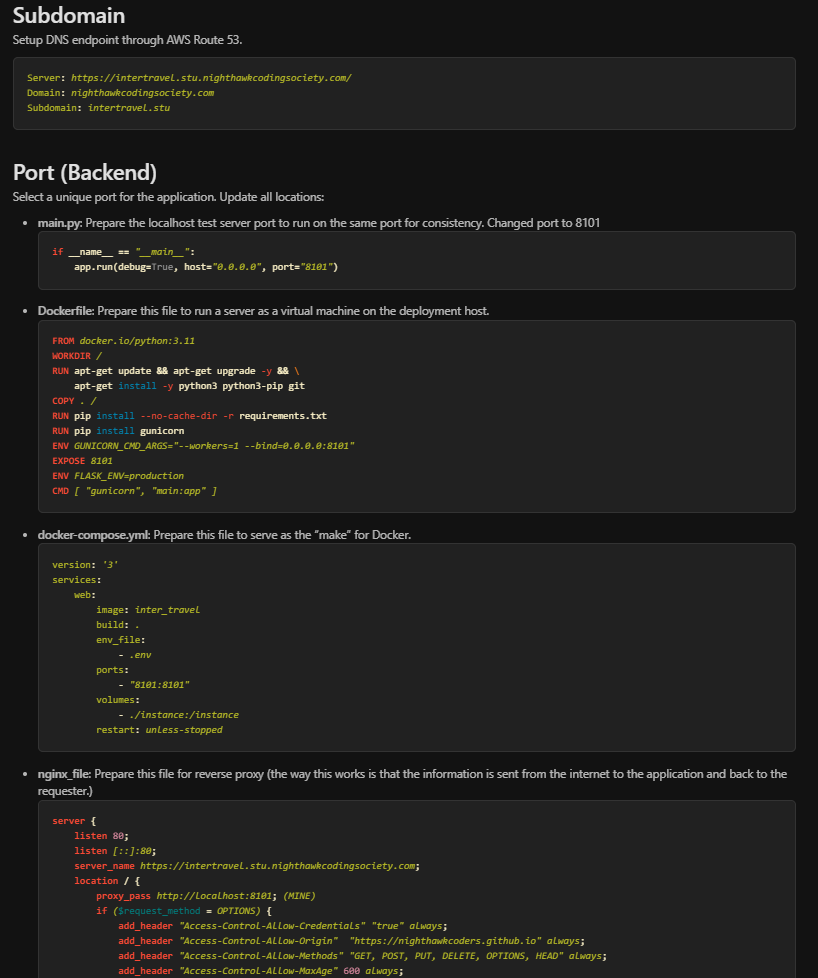 Subdomain
Setup DNS endpoint through AWS Route 53.
Server: https://intertravel.stu.nighthawkcodingsociety.com/
Domain: nighthawkcodingsociety.com
Subdomain: intertravel.stu
Port (Backend)
Select a unique port for the application. Update all locations:
• main.py: Prepare the localhost test server port to run on the same port for consistency. Changed port to 8101
if __name__ == "__main__":
    app.run(debug=True, host="0.0.0.0", port="8101")
• Dockerfile: Prepare this file to run a server as a virtual machine on the deployment host.
FROM docker.io/python:3.11
WORKDIR /
RUN apt-get update && apt-get upgrade -y && \
    apt-get install -y python3 python3-pip git
COPY . /
RUN pip install --no-cache-dir -r requirements.txt
RUN pip install gunicorn
ENV GUNICORN_CMD_ARGS="--workers=1 --bind=0.0.0.0:8101"
EXPOSE 8101
ENV FLASK_ENV=production
CMD [ "gunicorn", "main:app" ]
• docker-compose.yml: Prepare this file to serve as the “make” for Docker.
version: '3'
services:
    web:
        image: inter_travel
        build: .
        env_file:
            - .env
        ports:
            - "8101:8101"
        volumes:
            - ./instance:/instance
        restart: unless-stopped
• nginx_file: Prepare this file for reverse proxy (the way this works is that the information is sent from the internet to the application and back to the
requester.)
server {
    listen 80;
    listen [::]:80;
    server_name https://intertravel.stu.nighthawkcodingsociety.com;
    location / {
        proxy_pass http://localhost:8101; (MINE)
        if ($request_method = OPTIONS) {
            add_header "Access-Control-Allow-Credentials" "true" always;
            add_header "Access-Control-Allow-Origin"  "https://nighthawkcoders.github.io" always;
            add_header "Access-Control-Allow-Methods" "GET, POST, PUT, DELETE, OPTIONS, HEAD" always;
            add_header "Access-Control-Allow-MaxAge" 600 always;